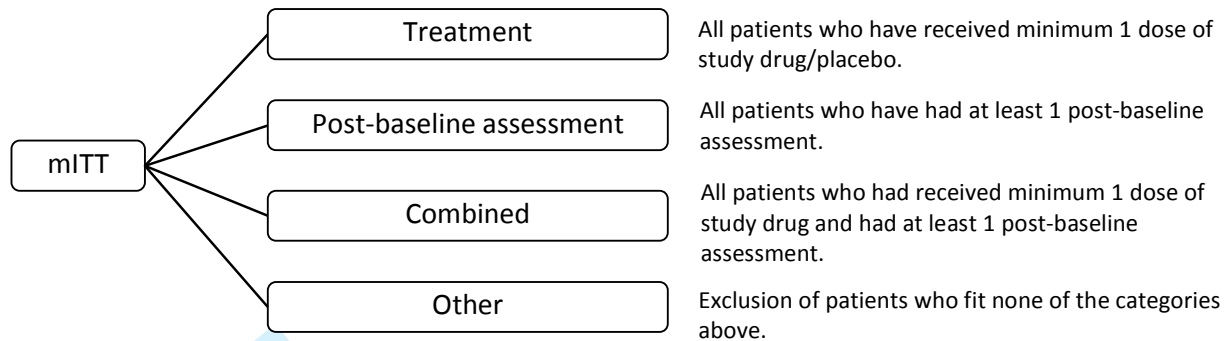 Treatment
All patients who have received minimum 1 dose of
study drug/placebo.
Post-baseline assessment
All patients who have had at least 1 post-baseline
assessment.
mITT
Combined
All patients who had received minimum 1 dose of
study drug and had at least 1 post-baseline
assessment.
Other
Exclusion of patients who fit none of the categories
above.